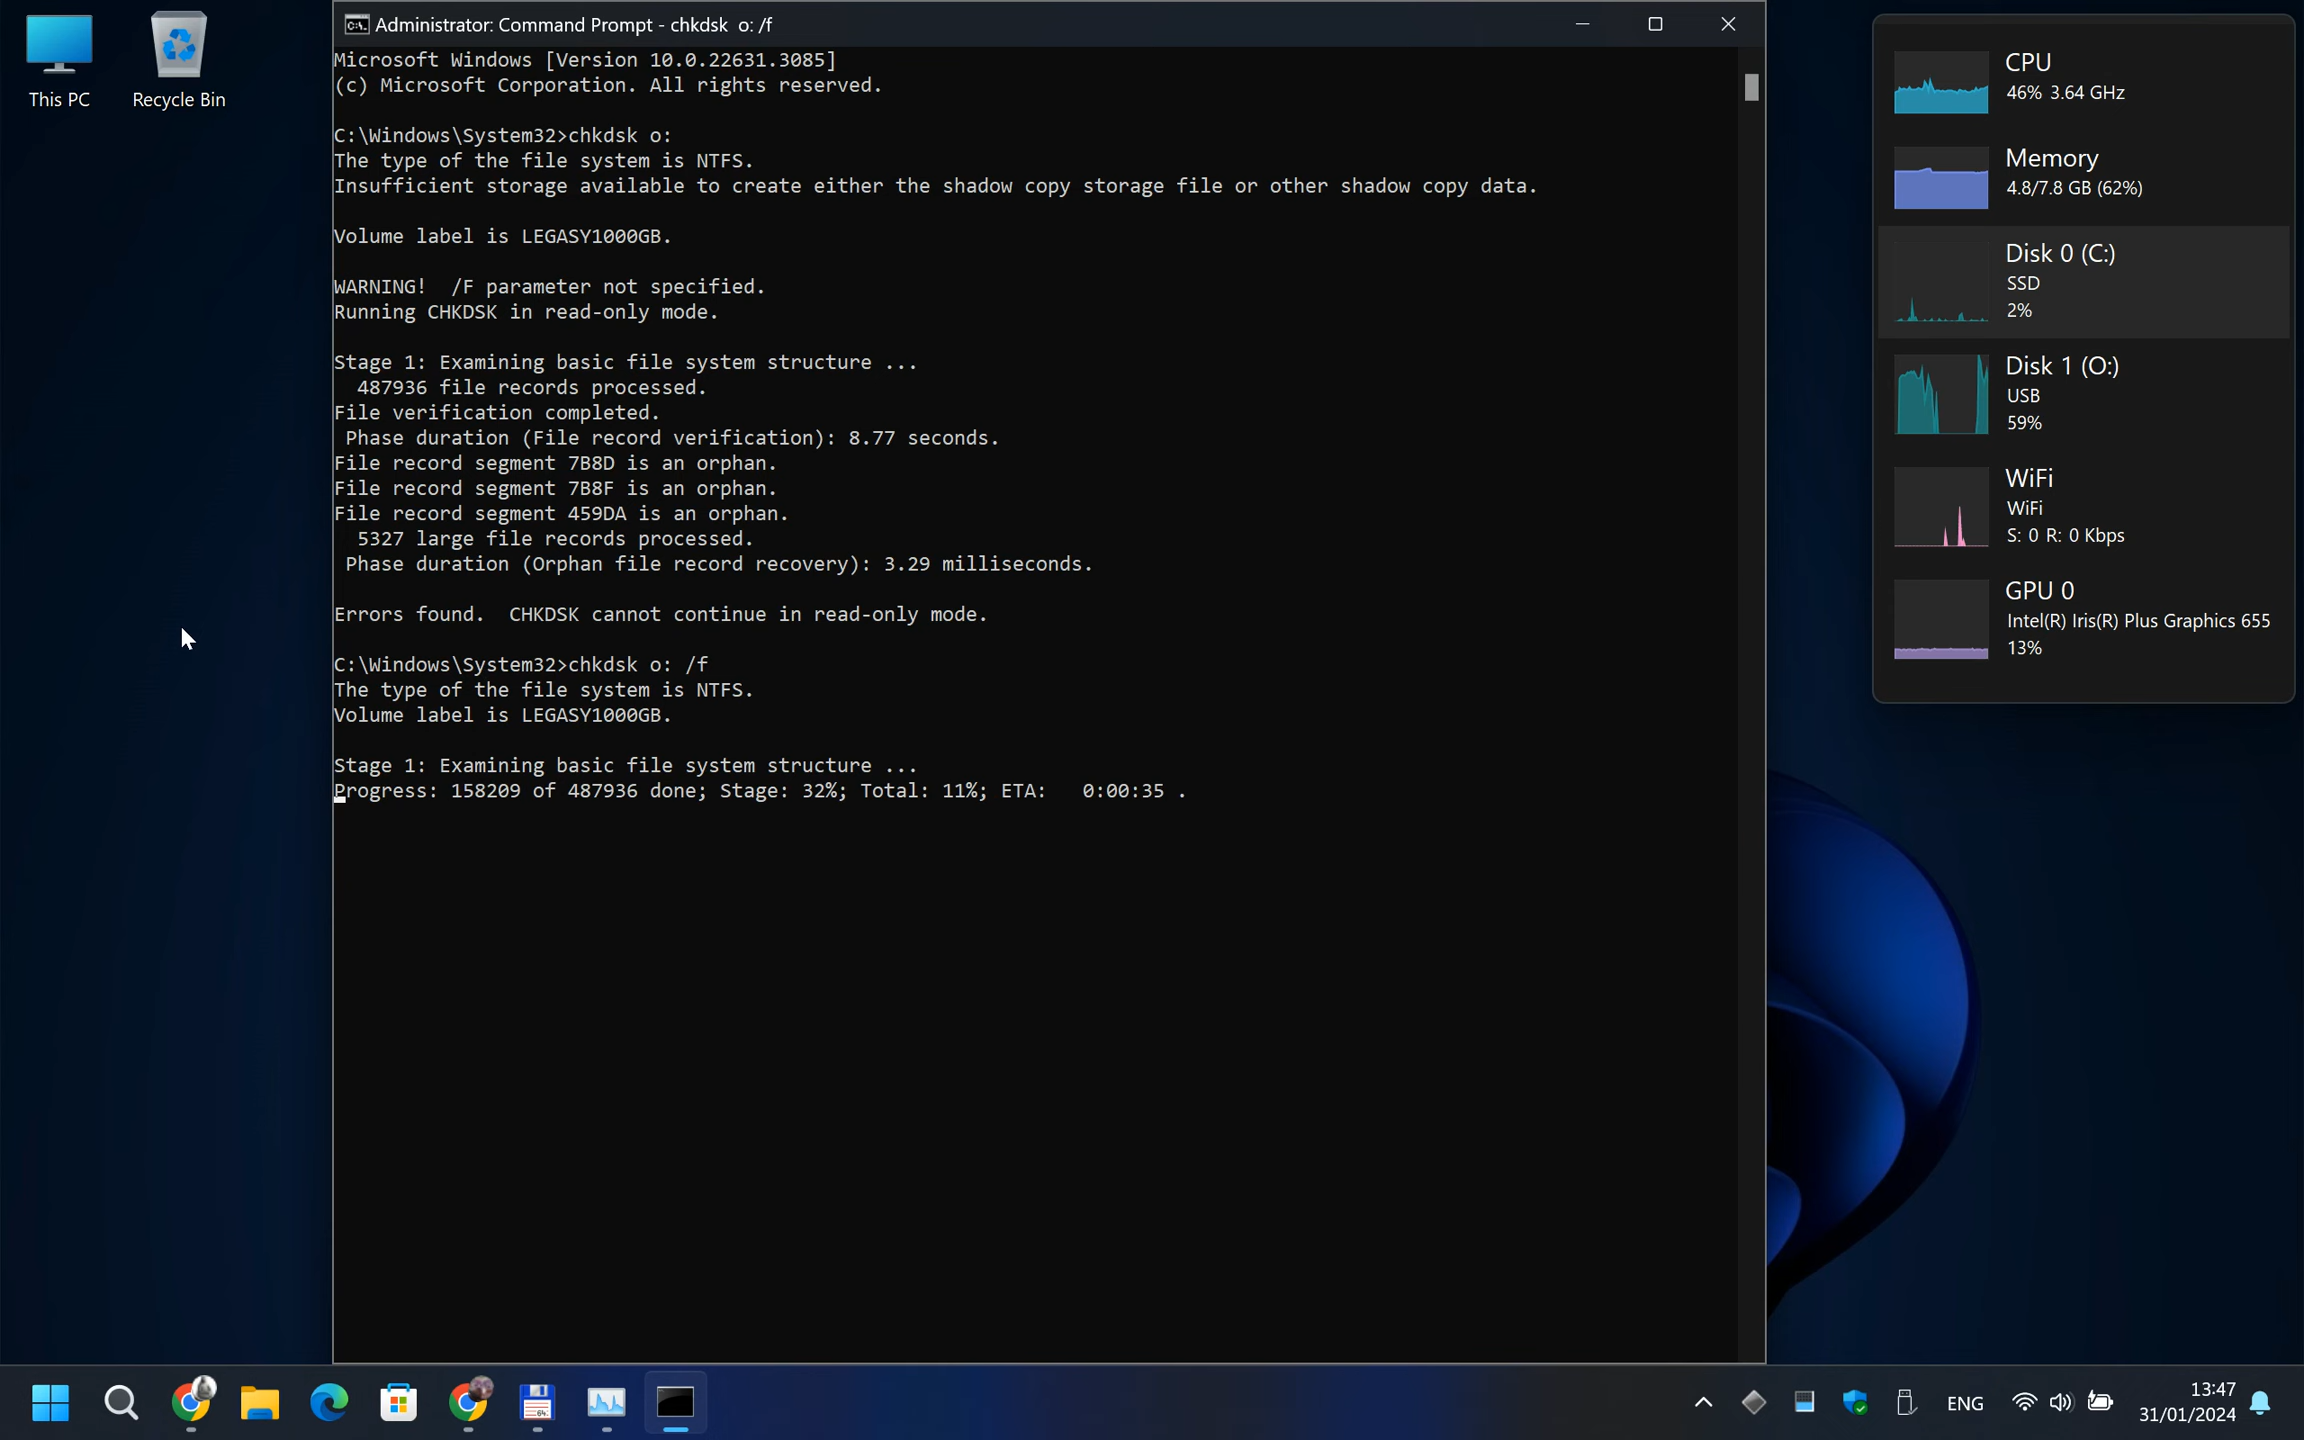 This PC
Recycle Bin
Administrator: Command Prompt - chkdsk  o: /f
Microsoft Windows [Version 10.0.22631.3085]
(c) Microsoft Corporation. All rights reserved.
C:\Windows\System32>chkdsk o:
The type of the file system is NTFS.
Insufficient storage available to create either the shadow copy storage file or other shadow copy data.
Volume label is LEGASY1000GB.
WARNING!  /F parameter not specified.
Running CHKDSK in read-only mode.
Stage 1: Examining basic file system structure ...
  487936 file records processed.
File verification completed.
 Phase duration (File record verification): 8.77 seconds.
File record segment 7B8D is an orphan.
File record segment 7B8F is an orphan.
File record segment 459DA is an orphan.
  5327 large file records processed.
 Phase duration (Orphan file record recovery): 3.29 milliseconds.
Errors found.  CHKDSK cannot continue in read-only mode.
C:\Windows\System32>chkdsk o: /f
The type of the file system is NTFS.
Volume label is LEGASY1000GB.
Stage 1: Examining basic file system structure ...
Progress: 158209 of 487936 done; Stage: 32%; Total: 11%; ETA:   0:00:35 .
CPU
46% 3.64 GHz
Memory
4.8/7.8 GB (62%)
Disk 0 (C:)
SSD
2%
Disk 1 (O:)
USB
59%
WiFi
WiFi
S: 0 R: 0 Kbps
GPU 0
Intel(R) Iris(R) Plus Graphics 655
13%
64
ENG
13:47
31/01/2024